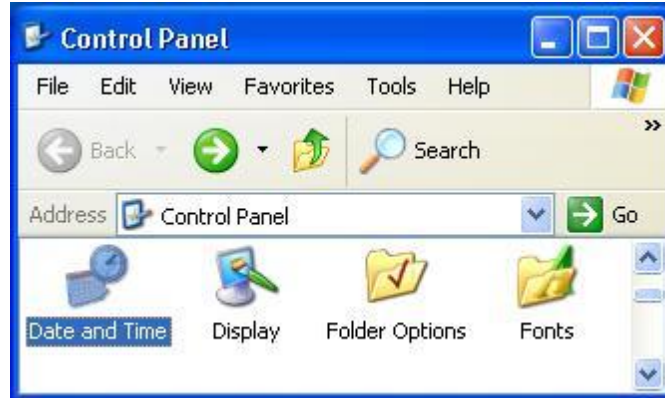 Control Panel
File Edit View Favorites Tools Help
Back Search »
Address Control Panel Go
Date and Time Display Folder Options Fonts